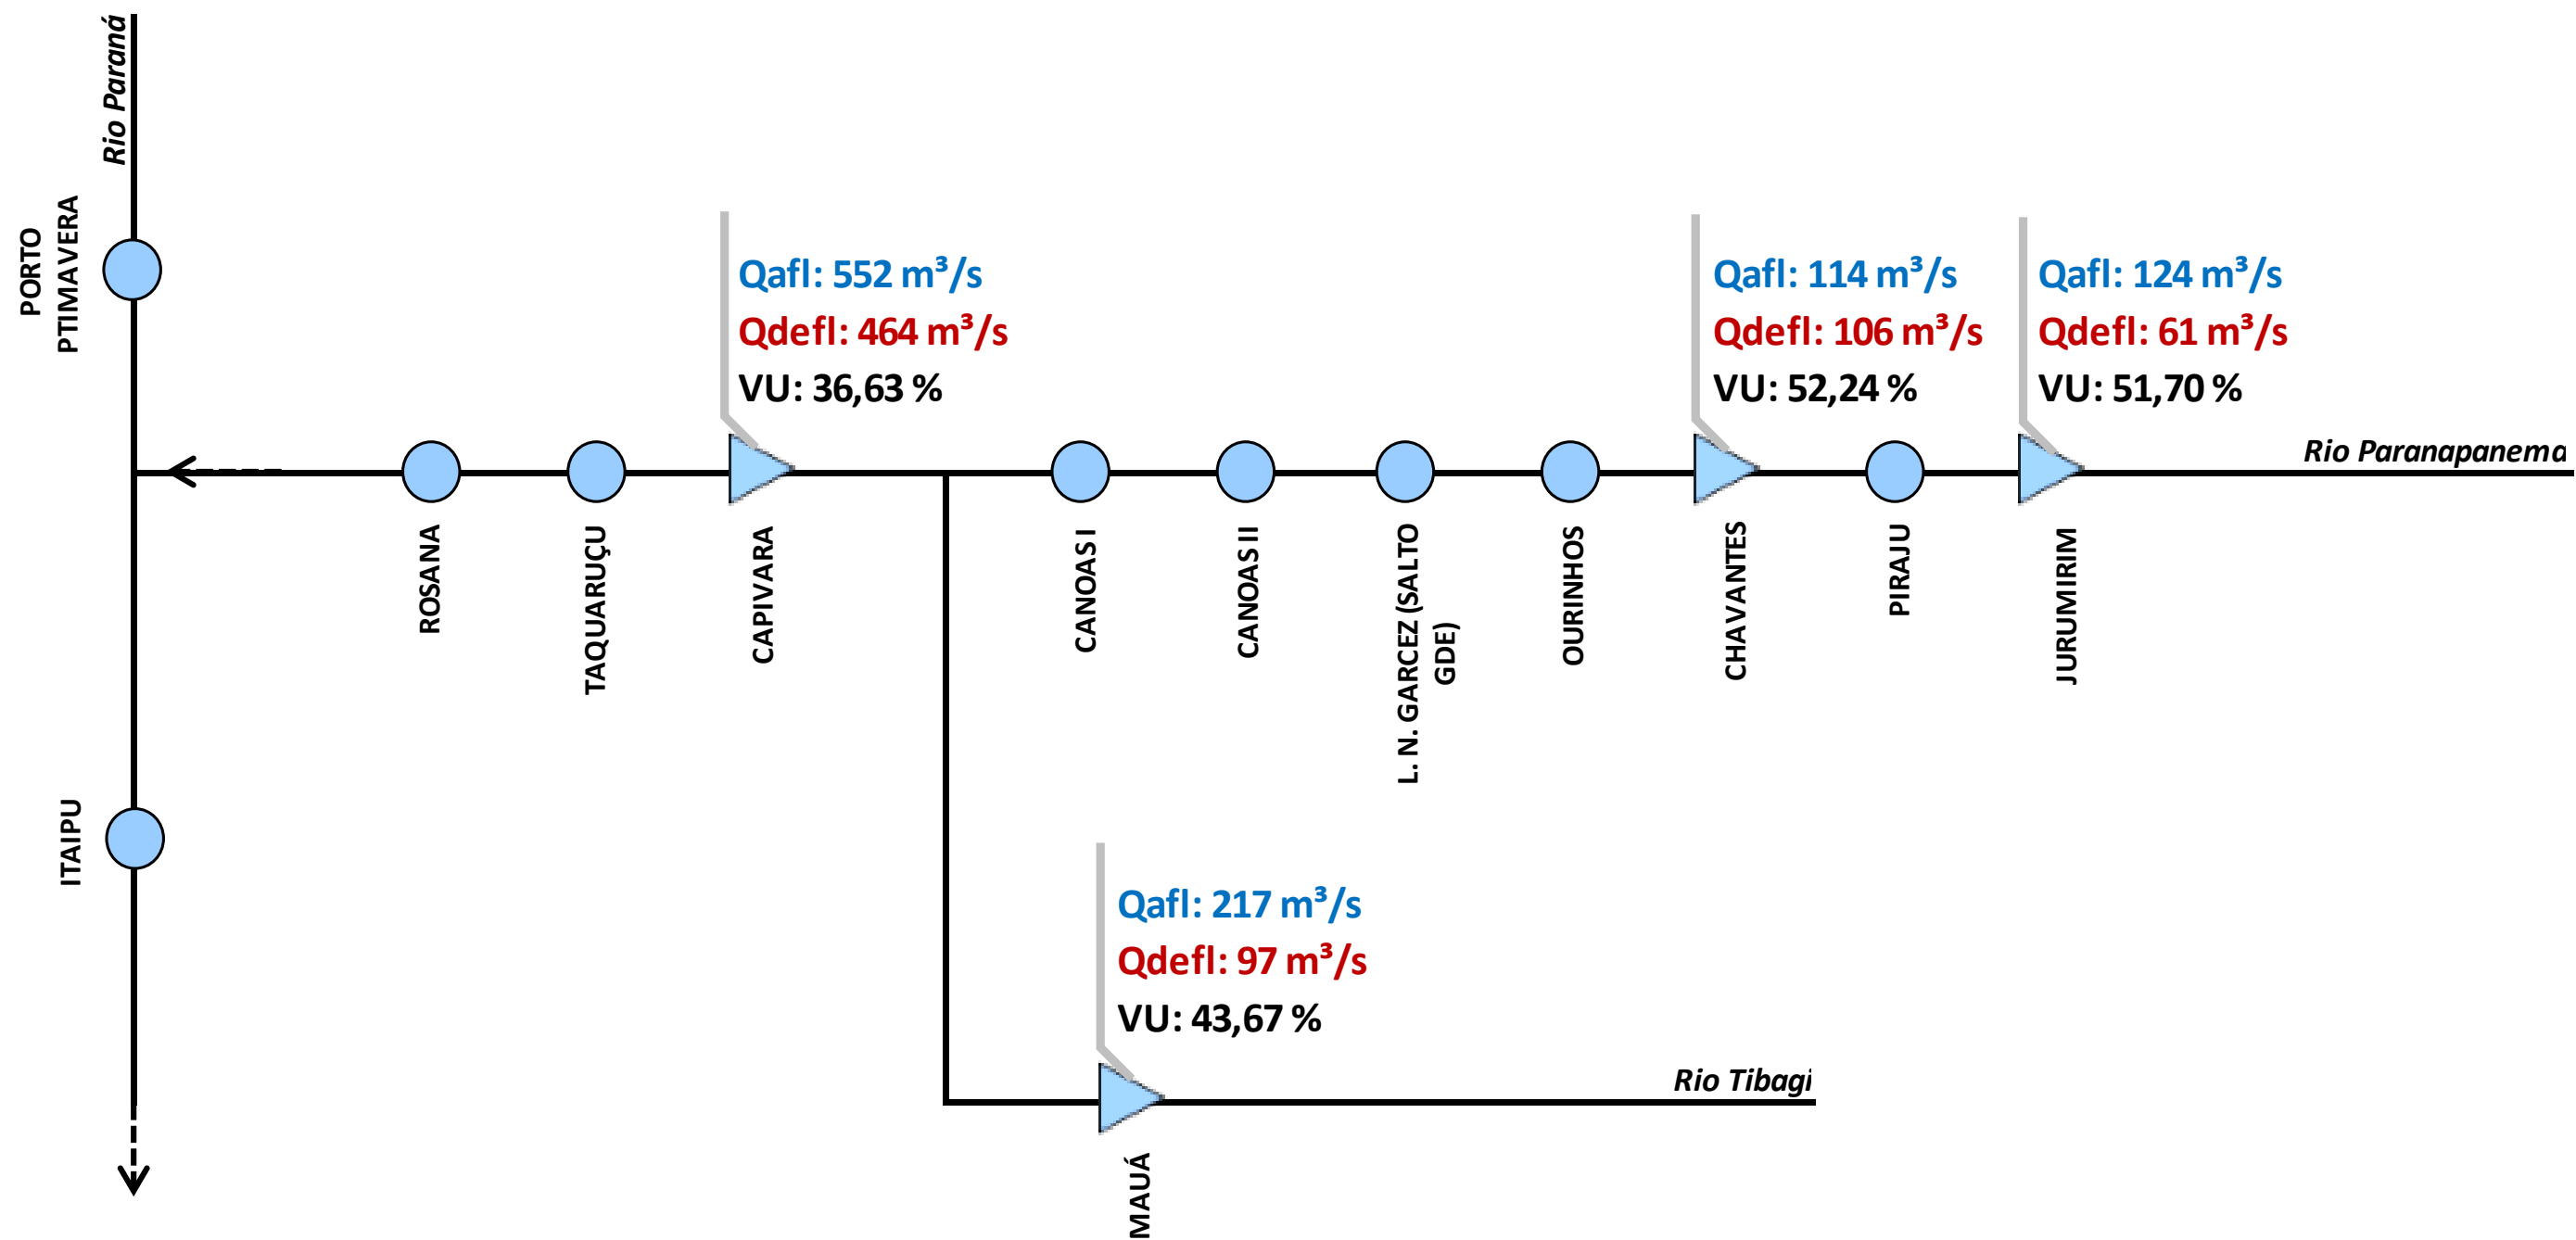 Rio Paraná
PORTO
PTIMAVERA
Qafl: 552 m³/s
Qdefl: 464 m³/s
VU: 36,63 %
Qafl: 114 m³/s
Qdefl: 106 m³/s
VU: 52,24 %
Qafl: 124 m³/s
Qdefl: 61 m³/s
VU: 51,70 %
Rio Paranapanema
ROSANA
TAQUARUÇU
CAPIVARA
CANOAS I
CANOAS II
L. N. GARCEZ (SALTO
GDE)
OURINHOS
CHAVANTES
PIRAJU
JURUMIRIM
ITAIPU
Qafl: 217 m³/s
Qdefl: 97 m³/s
VU: 43,67 %
Rio Tibagi
MAUÁ